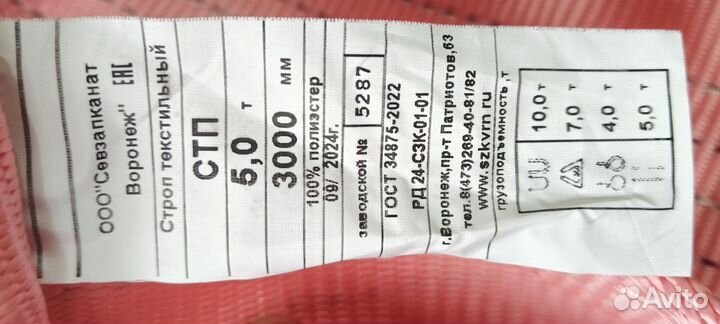 ООО"Севзапканат
Воронеж" ЕАС
Строп текстильный
СТП
5,0 т
3000 мм
100% полиэстер
09/ 2024г.
заводской № 5287
ГОСТ 34875-2022
РД 24-СЗК-01-01
г.Воронеж,пр-т Патриотов,63
тел.8(473)269-40-81/82
www.szkvrn.ru
грузоподъемность,т
10,0 т
7,0 т
4,0 т
5,0 т
Avito